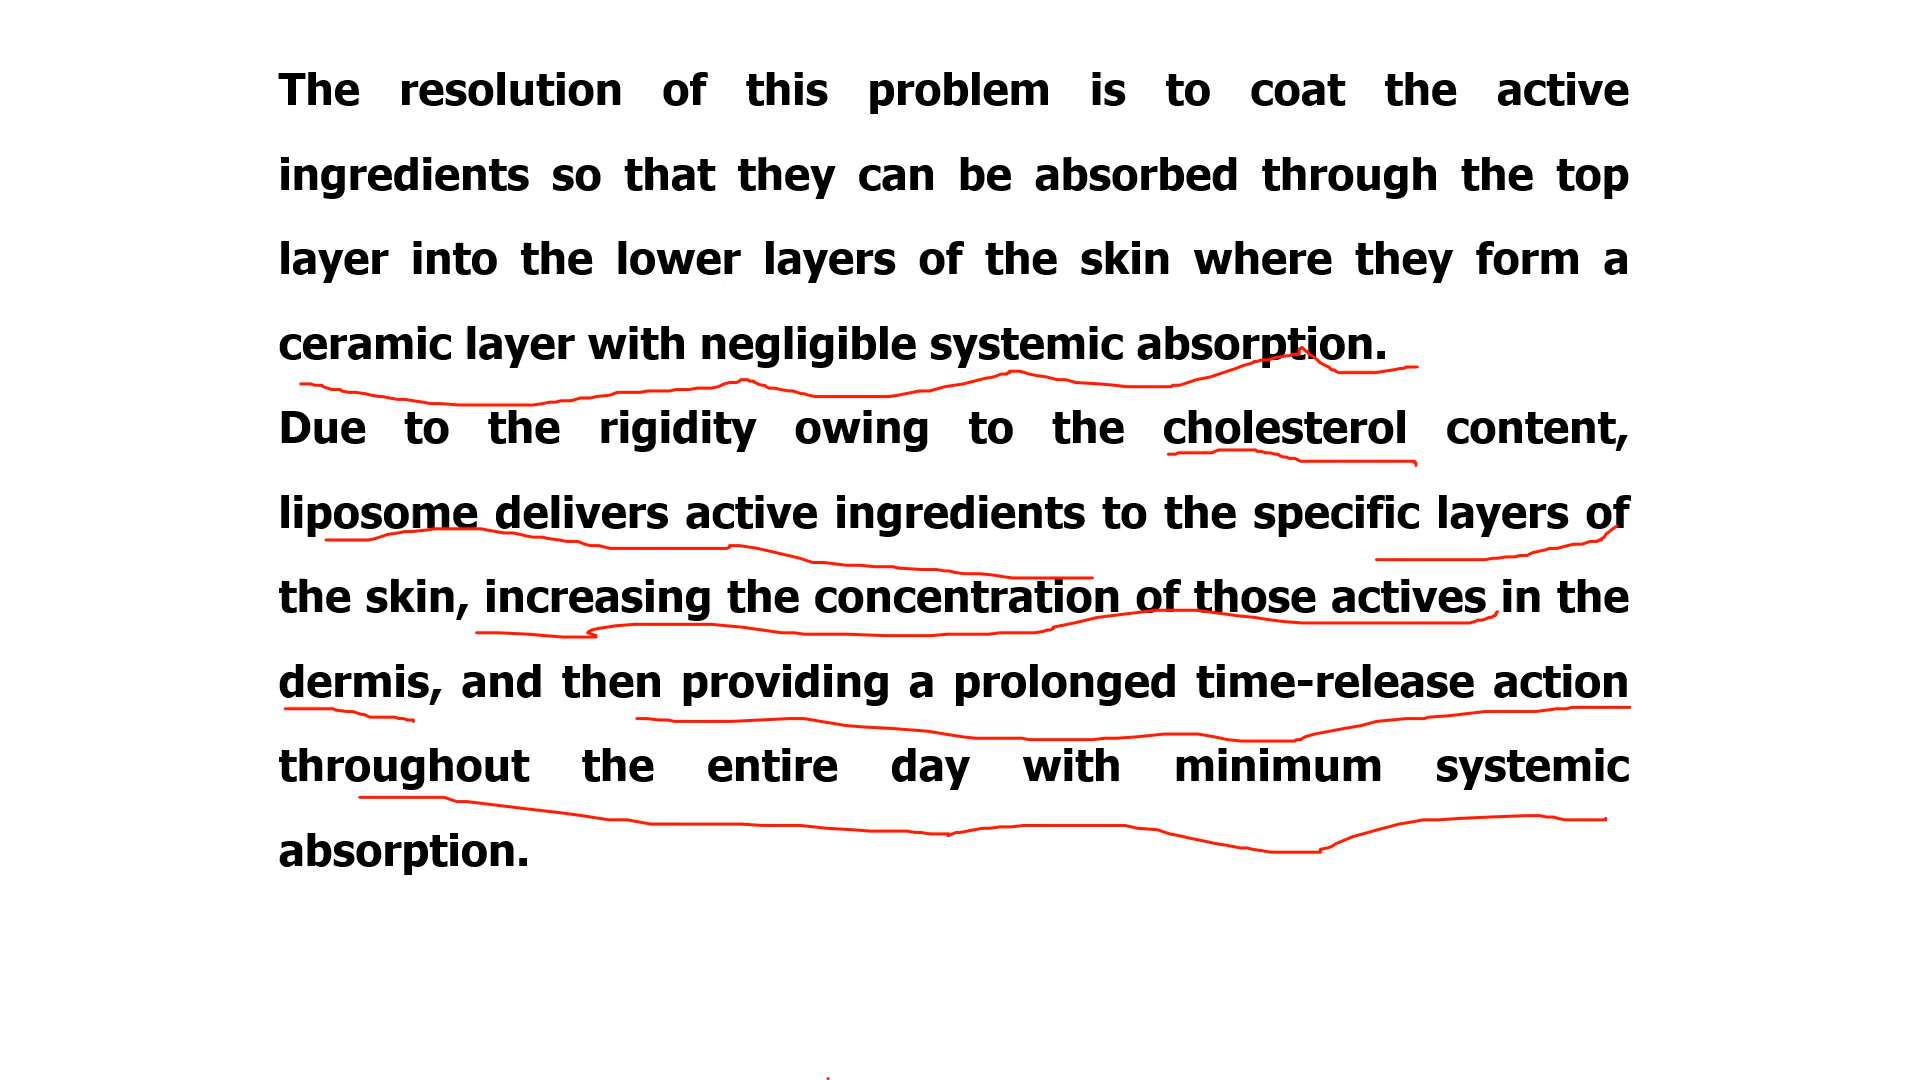 The resolution of this problem is to coat the active
ingredients so that they can be absorbed through the top
layer into the lower layers of the skin where they form a
ceramic layer with negligible systemic absorption.
Due to the rigidity owing to the cholesterol content,
liposome delivers active ingredients to the specific layers of
the skin, increasing the concentration of those actives in the
dermis, and then providing a prolonged time-release action
throughout the entire day with minimum systemic
absorption.